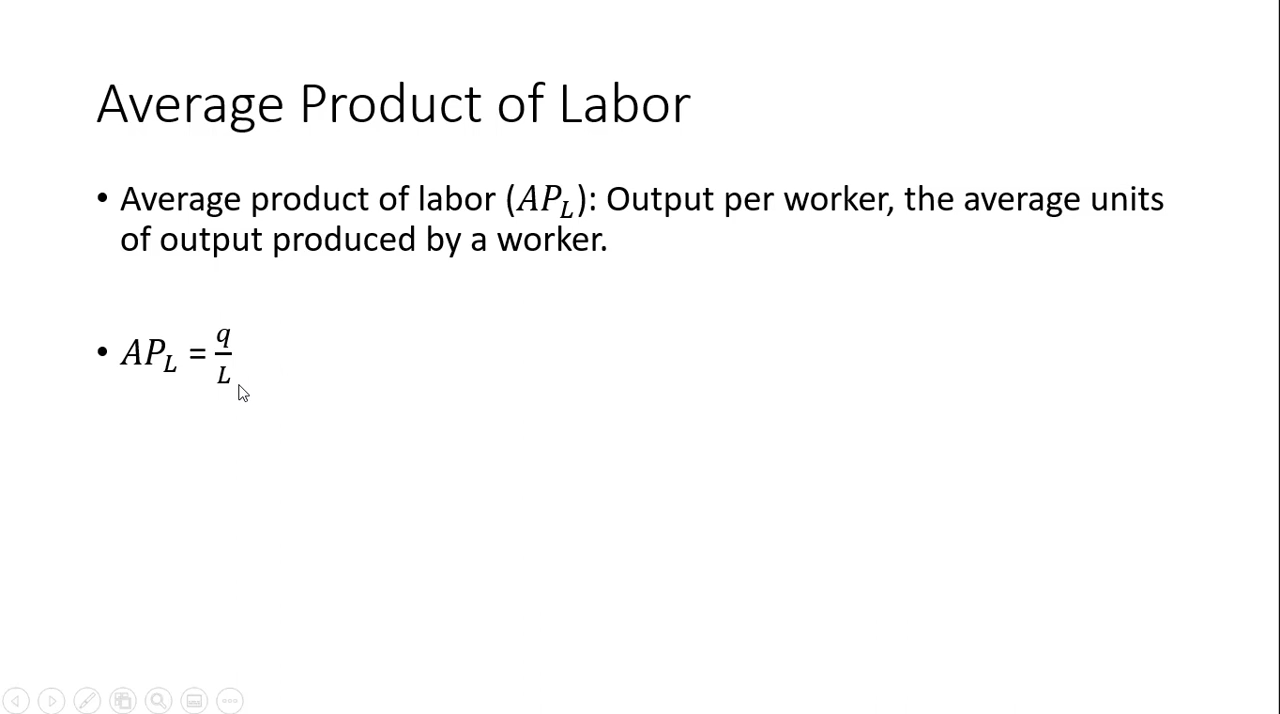 Average Product of Labor
• Average product of labor (𝐴𝑃_𝐿): Output per worker, the average units
of output produced by a worker.
• 𝐴𝑃_𝐿 = 𝑞/𝐿